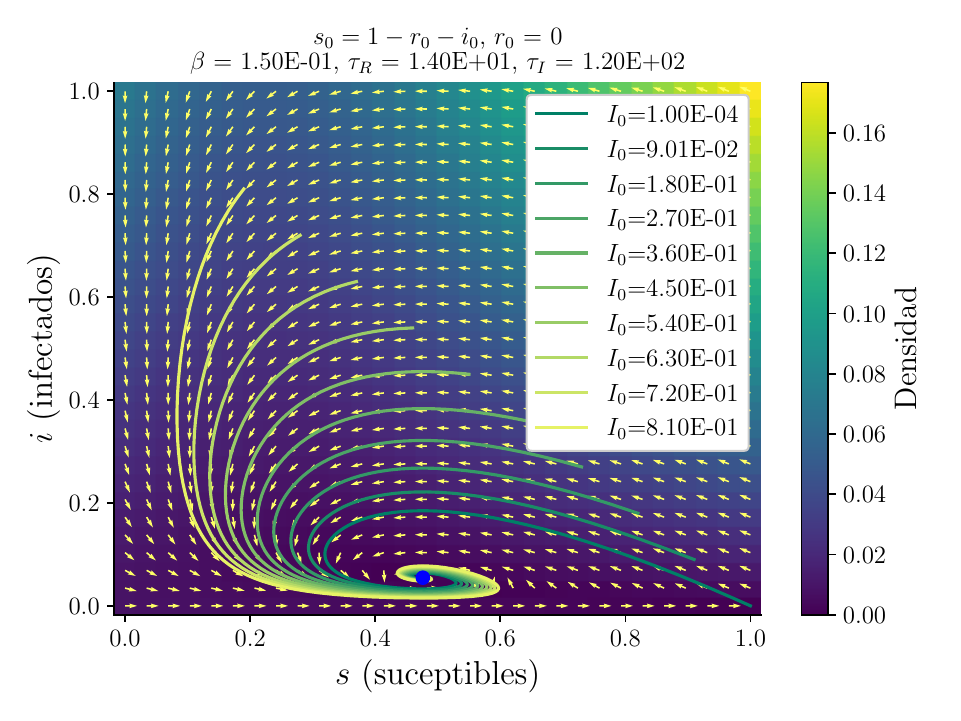 s₀ = 1 − r₀ − i₀, r₀ = 0
β = 1.50E-01, τ_R = 1.40E+01, τ_I = 1.20E+02
1.0
0.8
0.6
0.4
0.2
0.0
i (infectados)
0.0 0.2 0.4 0.6 0.8 1.0
s (suceptibles)
I₀=1.00E-04
I₀=9.01E-02
I₀=1.80E-01
I₀=2.70E-01
I₀=3.60E-01
I₀=4.50E-01
I₀=5.40E-01
I₀=6.30E-01
I₀=7.20E-01
I₀=8.10E-01
0.16
0.14
0.12
0.10
0.08
0.06
0.04
0.02
0.00
Densidad